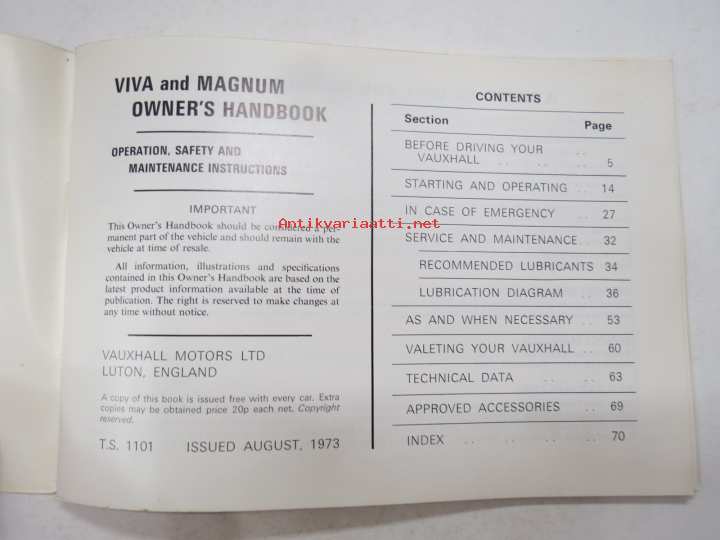 VIVA and MAGNUM
OWNER'S HANDBOOK
OPERATION, SAFETY AND
MAINTENANCE INSTRUCTIONS
IMPORTANT
This Owner's Handbook should be considered a per-
manent part of the vehicle and should remain with the
vehicle at time of resale.
All information, illustrations and specifications
contained in this Owner's Handbook are based on the
latest product information available at the time of
publication. The right is reserved to make changes at
any time without notice.
VAUXHALL MOTORS LTD
LUTON, ENGLAND
A copy of this book is issued free with every car. Extra
copies may be obtained price 20p each net. Copyright
reserved.
T.S. 1101 ISSUED AUGUST, 1973
CONTENTS
Section Page
BEFORE DRIVING YOUR ..
VAUXHALL .. .. .. 5
STARTING AND OPERATING .. 14
IN CASE OF EMERGENCY .. 27
SERVICE AND MAINTENANCE .. 32
RECOMMENDED LUBRICANTS 34
LUBRICATION DIAGRAM .. 36
AS AND WHEN NECESSARY .. 53
VALETING YOUR VAUXHALL .. 60
TECHNICAL DATA .. .. 63
APPROVED ACCESSORIES .. 69
INDEX .. .. .. .. 70
Antikvariaatti.net